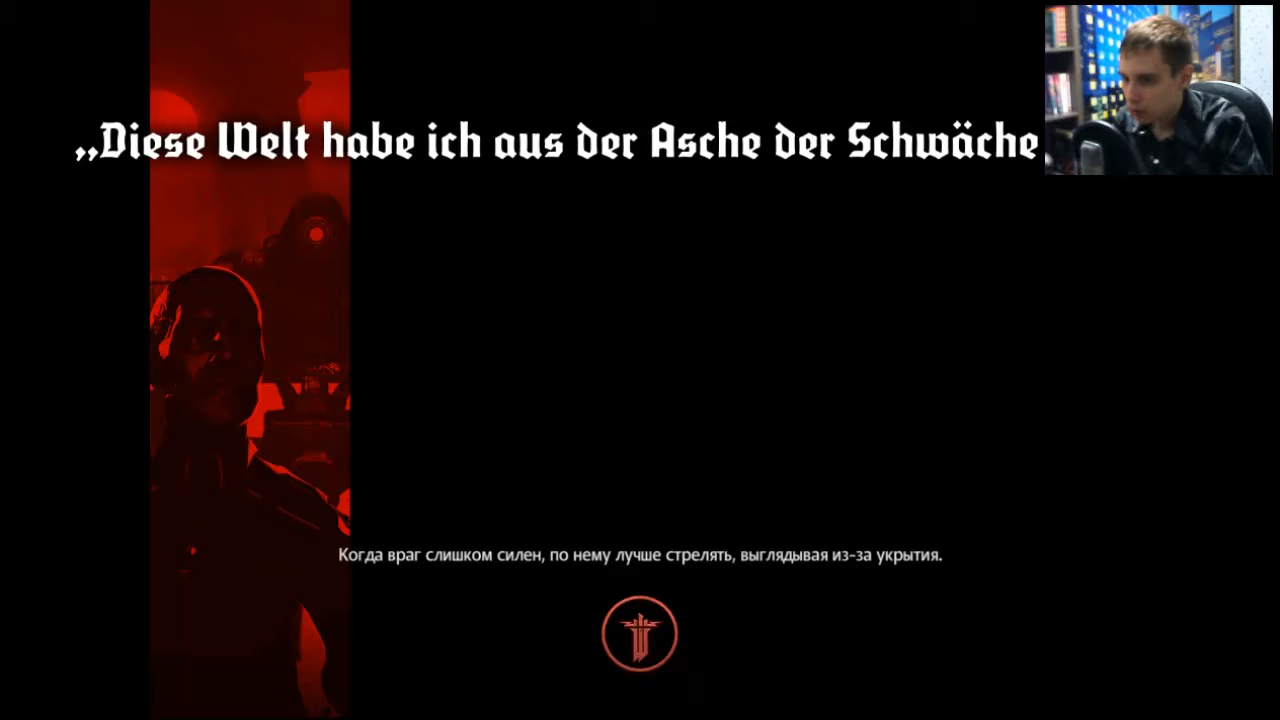 „Diese Welt habe ich aus der Asche der Schwäche
Когда враг слишком силен, по нему лучше стрелять, выглядывая из-за укрытия.